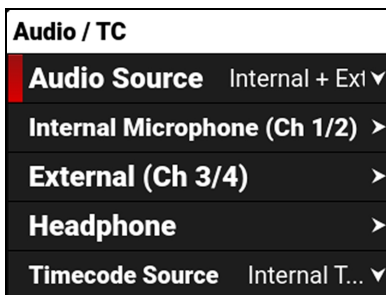 Audio / TC
Audio Source Internal + Ext
Internal Microphone (Ch 1/2)
External (Ch 3/4)
Headphone
Timecode Source Internal T...